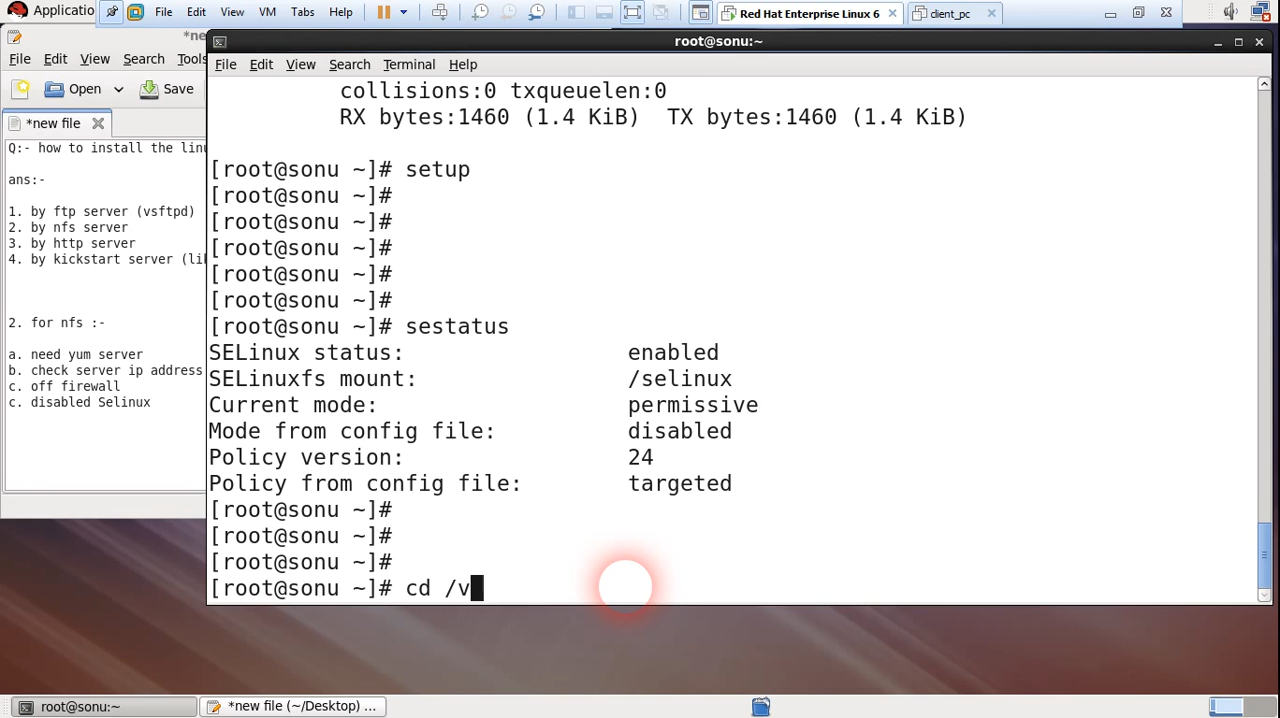 Applicatio File Edit View VM Tabs Help Red Hat Enterprise Linux 6 client_pc
*ne
File Edit View Search Tools
Open Save
*new file
Q:- how to install the linu
ans:-
1. by ftp server (vsftpd)
2. by nfs server
3. by http server
4. by kickstart server (li
2. for nfs :-
a. need yum server
b. check server ip address
c. off firewall
c. disabled Selinux
root@sonu:~
File Edit View Search Terminal Help
collisions:0 txqueuelen:0
RX bytes:1460 (1.4 KiB) TX bytes:1460 (1.4 KiB)
[root@sonu ~]# setup
[root@sonu ~]#
[root@sonu ~]#
[root@sonu ~]#
[root@sonu ~]#
[root@sonu ~]#
[root@sonu ~]# sestatus
SELinux status: enabled
SELinuxfs mount: /selinux
Current mode: permissive
Mode from config file: disabled
Policy version: 24
Policy from config file: targeted
[root@sonu ~]#
[root@sonu ~]#
[root@sonu ~]#
[root@sonu ~]# cd /v
root@sonu:~ *new file (~/Desktop) ...